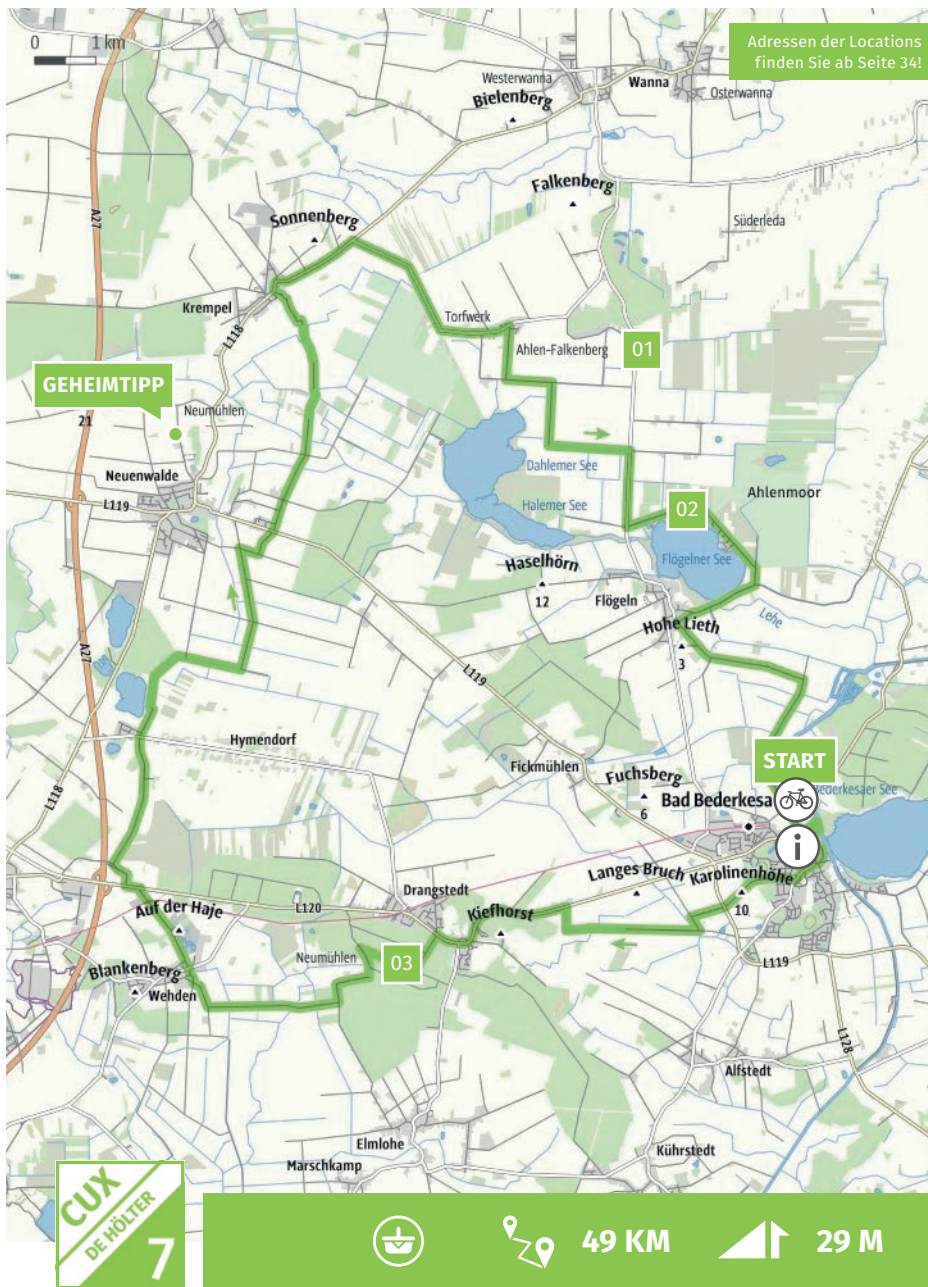 0 1 km
Adressen der Locations
finden Sie ab Seite 34!
Westerwanna
Wanna
Osterwanna
Bielenberg
Falkenberg
A27
Süderleda
Sonnenberg
Krempel
L118
Torfwerk
Ahlen-Falkenberg
01
GEHEIMTIPP
Neumühlen
21
Neuenwalde
L119
Dahlemer See
Halemer See
Ahlenmoor
02
Flögelner See
Haselhörn
12
Flögeln
Hohe Lieth
3
Lehe
A27
L119
Hymendorf
L118
Fickmühlen
START
Fuchsberg
6
Bad Bederkesa
ederkesaer See
i
Langes Bruch
Karolinenhöhe
10
Drangstedt
L120
Kiefhorst
Auf der Haje
Neumühlen
03
L119
Blankenberg
Wehden
L128
Alfstedt
Elmlohe
Marschkamp
Kührstedt
CUX
DE HÖLTER
7
49 KM
29 M